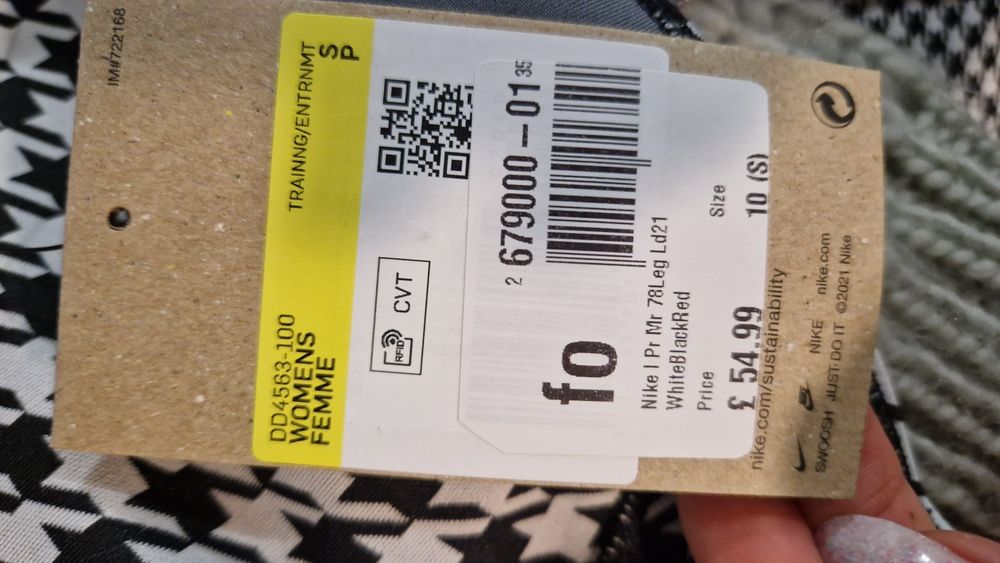 IM#722168
TRAINNG/ENTRNMT
S
P
DD4563-100
WOMENS
FEMME
RFID
CVT
2 679000-01 35
fo
Nike I Pr Mr 78Leg Ld21
WhiteBlackRed
Price Size
£ 54.99 10 (S)
nike.com/sustainability
NIKE nike.com
SWOOSH JUST DO IT ©2021 Nike